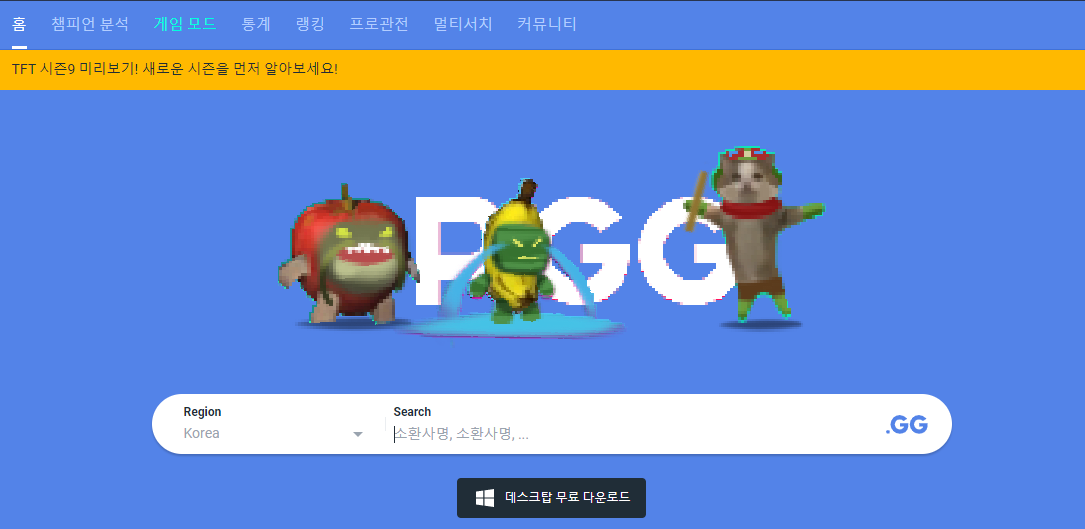 홈 챔피언 분석 게임 모드 통계 랭킹 프로관전 멀티서치 커뮤니티
TFT 시즌9 미리보기! 새로운 시즌을 먼저 알아보세요!
P.GG
Region
Korea
Search
소환사명, 소환사명, ...
.GG
데스크탑 무료 다운로드